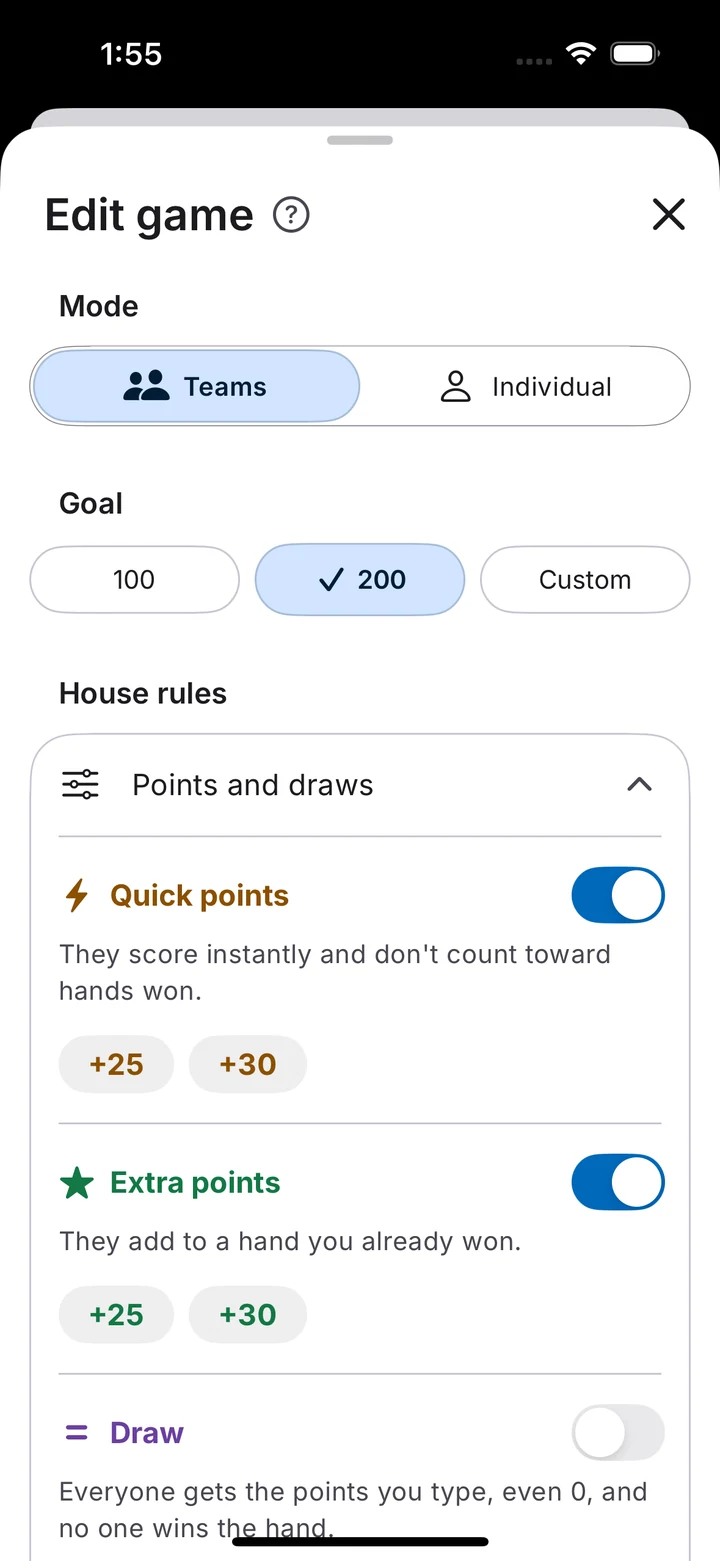 1:55
Edit game ?
Mode
Teams
Individual
Goal
100
200
Custom
House rules
Points and draws
Quick points
They score instantly and don't count toward
hands won.
+25
+30
Extra points
They add to a hand you already won.
+25
+30
Draw
Everyone gets the points you type, even 0, and
no one wins the hand.